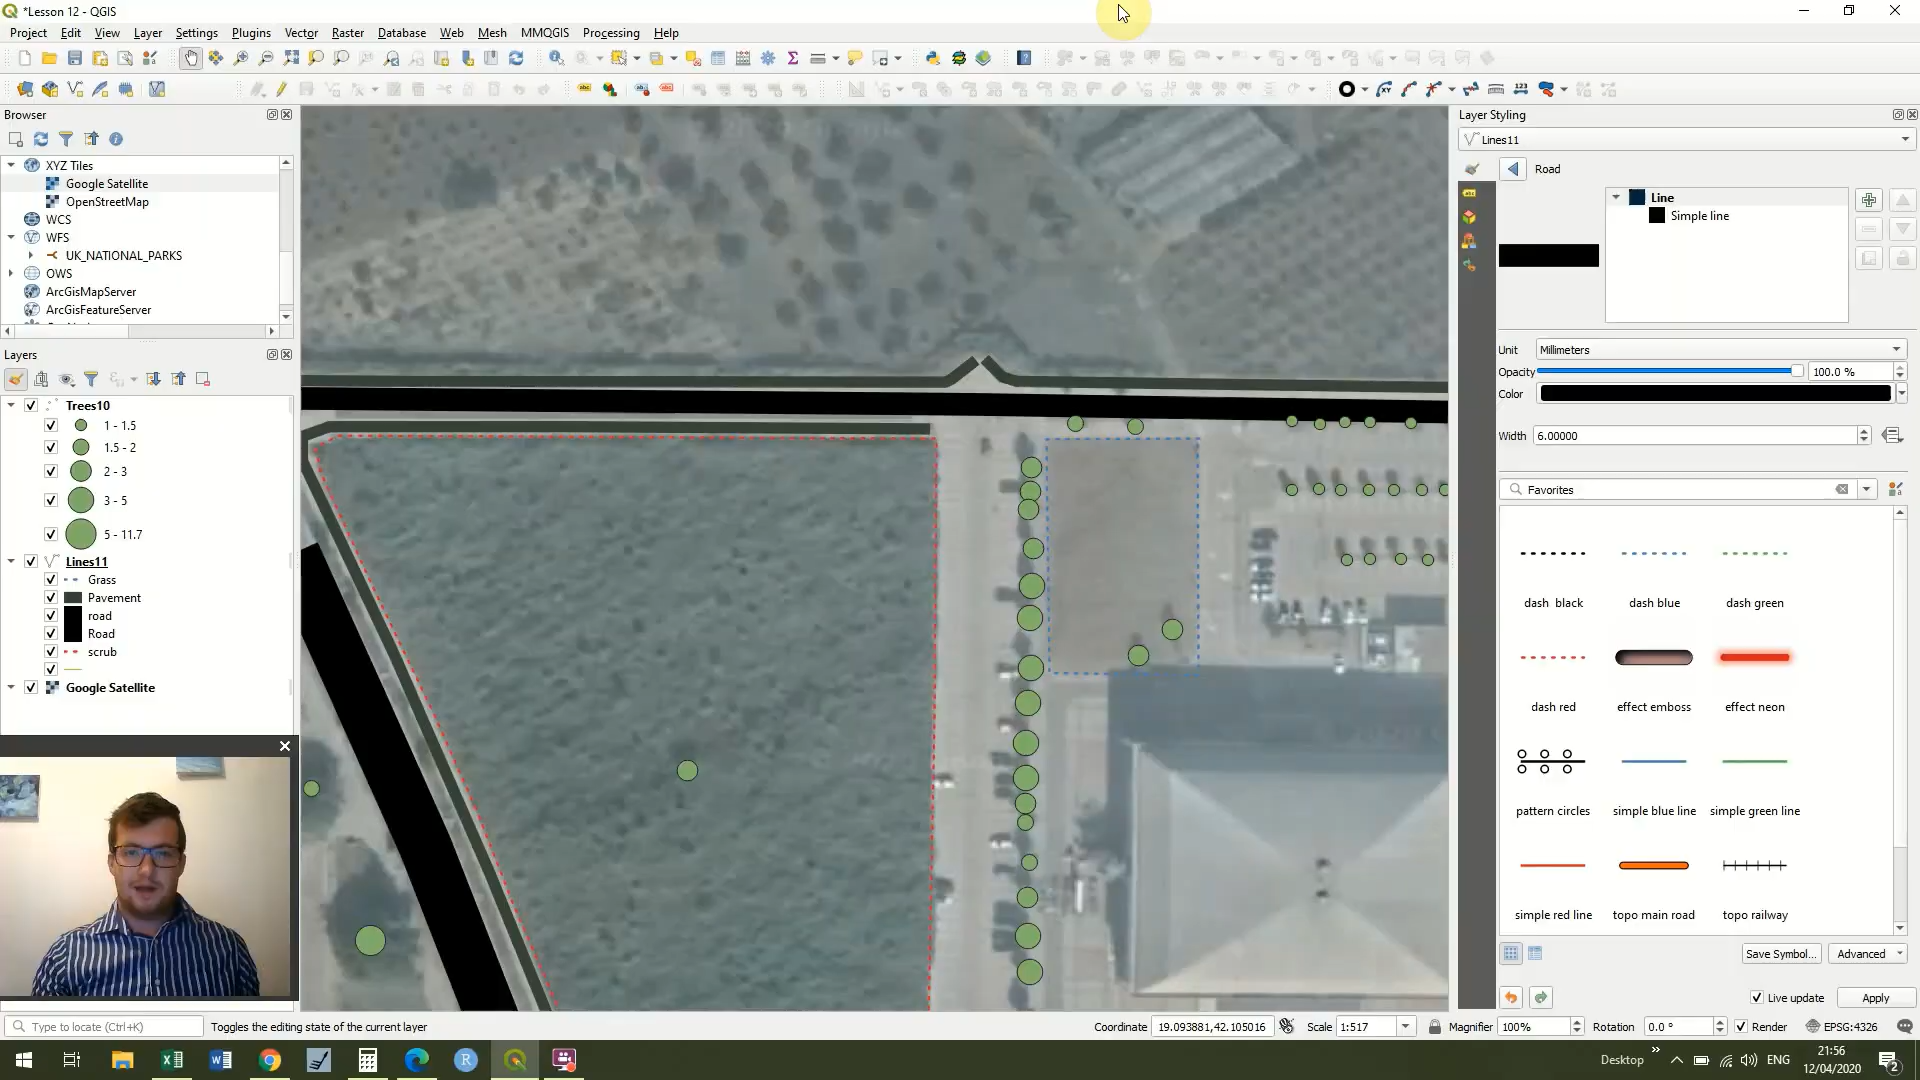 *Lesson 12 - QGIS
Project Edit View Layer Settings Plugins Vector Raster Database Web Mesh MMQGIS Processing Help
Browser
XYZ Tiles
Google Satellite
OpenStreetMap
WCS
WFS
UK_NATIONAL_PARKS
OWS
ArcGisMapServer
ArcGisFeatureServer
Layers
Trees10
1 - 1.5
1.5 - 2
2 - 3
3 - 5
5 - 11.7
Lines11
Grass
Pavement
road
Road
scrub
Google Satellite
Layer Styling
Lines11
Road
Line
Simple line
Unit Millimeters
Opacity 100.0 %
Color
Width 6.00000
Favorites
dash black dash blue dash green
dash red effect emboss effect neon
pattern circles simple blue line simple green line
simple red line topo main road topo railway
Save Symbol... Advanced
Live update Apply
Type to locate (Ctrl+K) Toggles the editing state of the current layer Coordinate 19.093881,42.105016 Scale 1:517 Magnifier 100% Rotation 0.0 ° Render EPSG:4326
Desktop ENG 21:56
12/04/2020
2